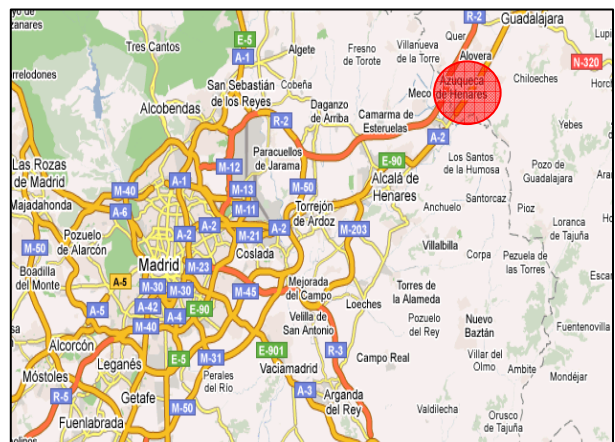 R-2
Guadalajara
Quer
Tres Cantos
E-5
A-1
Algete
Fresno
de Torote
Villanueva
de la Torre
Alovera
N-320
Azuqueca
de Henares
Chiloeches
San Sebastián
de los Reyes
Cobeña
Meco
Alcobendas
Daganzo
de Arriba
Camarma de
Esteruelas
R-2
A-2
Yebes
Las Rozas
de Madrid
M-12
Paracuellos
de Jarama
E-90
Los Santos
de la Humosa
Pozo de
Guadalajara
M-40
A-1
M-13
M-50
Alcalá de
Henares
Santorcaz
Majadahonda
A-6
M-11
Torrejón
de Ardoz
Anchuelo
Pioz
Pozuelo
de Alarcón
A-2
A-2
M-21
A-2
M-203
Loranca
de Tajuña
M-50
Madrid
Coslada
Villalbilla
Corpa
Pezuela de
las Torres
Boadilla
del Monte
A-5
M-23
M-30
M-30
M-45
Mejorada
del Campo
Torres de
la Alameda
A-42
A-4
E-90
Loeches
A-5
M-40
Velilla de
San Antonio
Pozuelo
del Rey
Nuevo
Baztán
Fuentenovilla
Alcorcón
Leganés
E-5
M-31
E-901
R-3
Campo Real
Villar del
Olmo
Ambite
Mondéjar
Móstoles
Vaciamadrid
Perales
del Río
R-5
Getafe
A-3
Arganda
del Rey
Fuenlabrada
M-50
Valdilecha
Orusco
de Tajuña